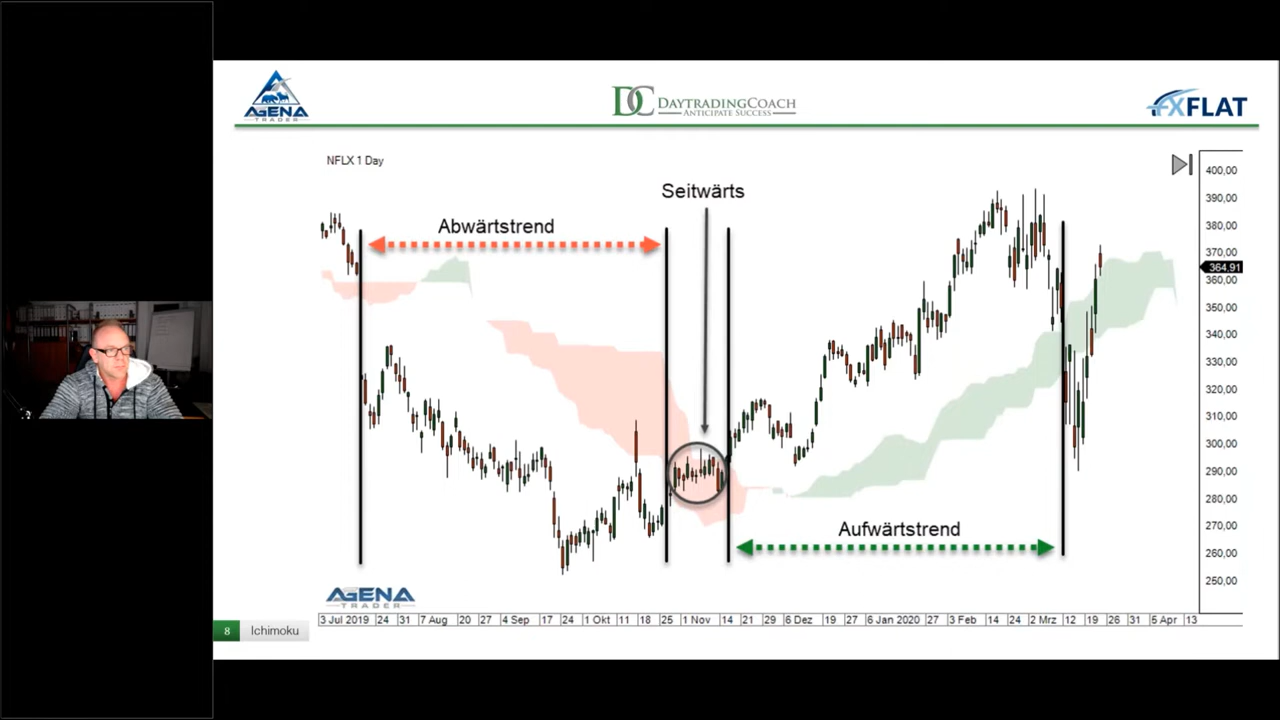 AGENA
TRADER
DC DAYTRADINGCOACH
ANTICIPATE SUCCESS
FXFLAT
NFLX 1 Day
Seitwärts
Abwärtstrend
Aufwärtstrend
400,00
390,00
380,00
370,00
364,91
360,00
350,00
340,00
330,00
320,00
310,00
300,00
290,00
280,00
270,00
260,00
250,00
AGENA
TRADER
3 Jul 2019 24 31 7 Aug 20 27 4 Sep 17 24 1 Okt 11 18 25 1 Nov 14 21 29 6 Dez 19 27 6 Jan 2020 27 3 Feb 14 24 2 Mrz 12 19 26 31 5 Apr 13
8 Ichimoku